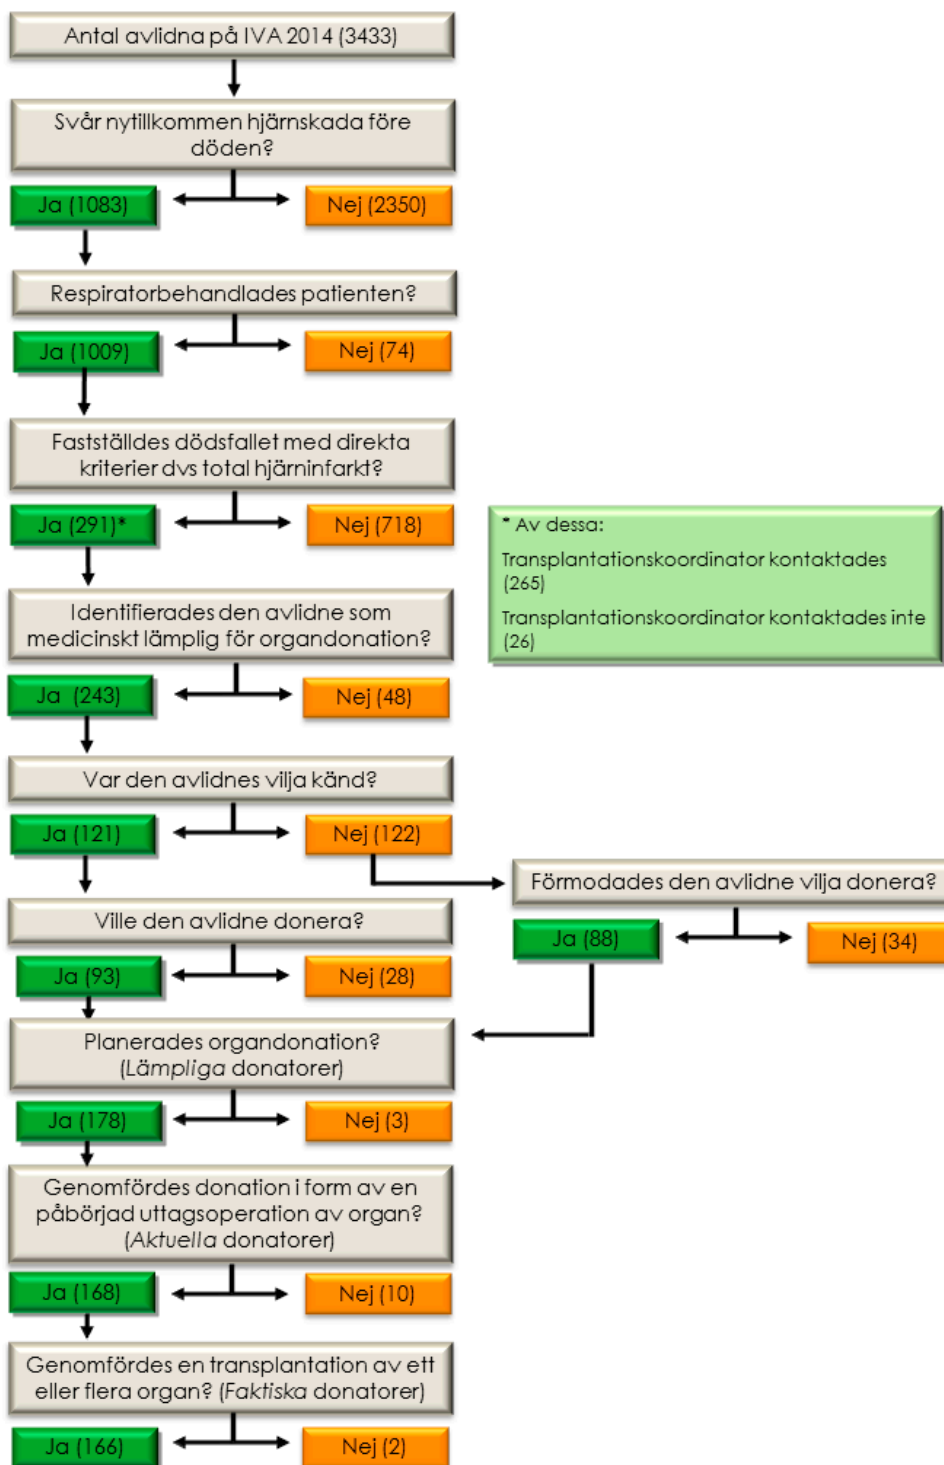 Antal avlidna på IVA 2014 (3433)
Svår nytillkommen hjärnskada före
döden?
Ja (1083)
Nej (2350)
Respiratorbehandlades patienten?
Ja (1009)
Nej (74)
Fastställdes dödsfallet med direkta
kriterier dvs total hjärninfarkt?
Ja (291)*
Nej (718)
* Av dessa:
Transplantationskoordinator kontaktades
(265)
Transplantationskoordinator kontaktades inte
(26)
Identifierades den avlidne som
medicinskt lämplig för organdonation?
Ja (243)
Nej (48)
Var den avlidnes vilja känd?
Ja (121)
Nej (122)
Förmodades den avlidne vilja donera?
Ja (88)
Nej (34)
Ville den avlidne donera?
Ja (93)
Nej (28)
Planerades organdonation?
(Lämpliga donatorer)
Ja (178)
Nej (3)
Genomfördes donation i form av en
påbörjad uttagsoperation av organ?
(Aktuella donatorer)
Ja (168)
Nej (10)
Genomfördes en transplantation av ett
eller flera organ? (Faktiska donatorer)
Ja (166)
Nej (2)